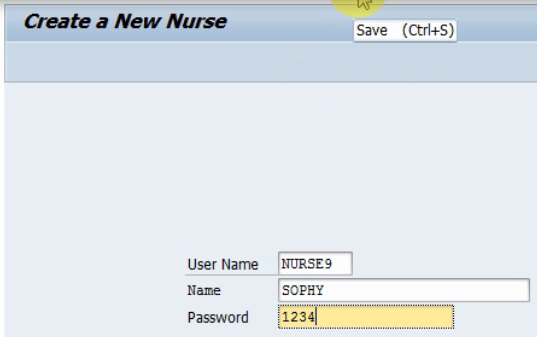 Create a New Nurse
Save (Ctrl+S)
User Name NURSE9
Name SOPHY
Password 1234